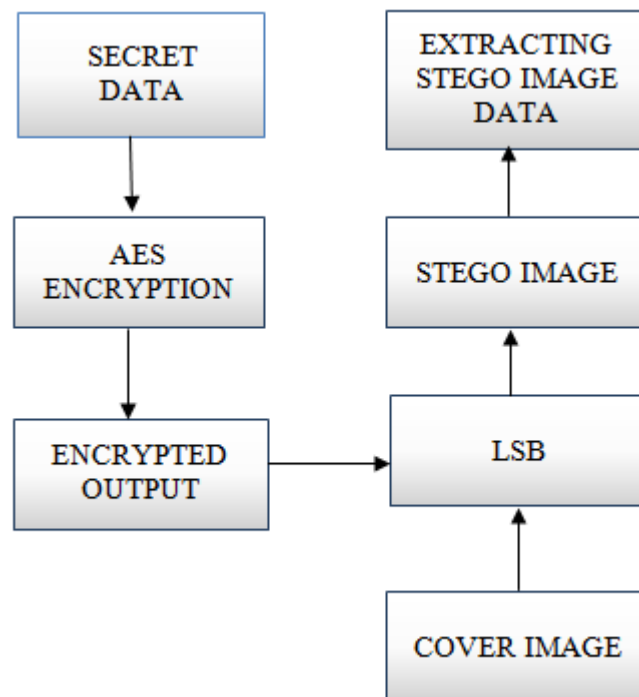 SECRET
DATA
AES
ENCRYPTION
ENCRYPTED
OUTPUT
EXTRACTING
STEGO IMAGE
DATA
STEGO IMAGE
LSB
COVER IMAGE